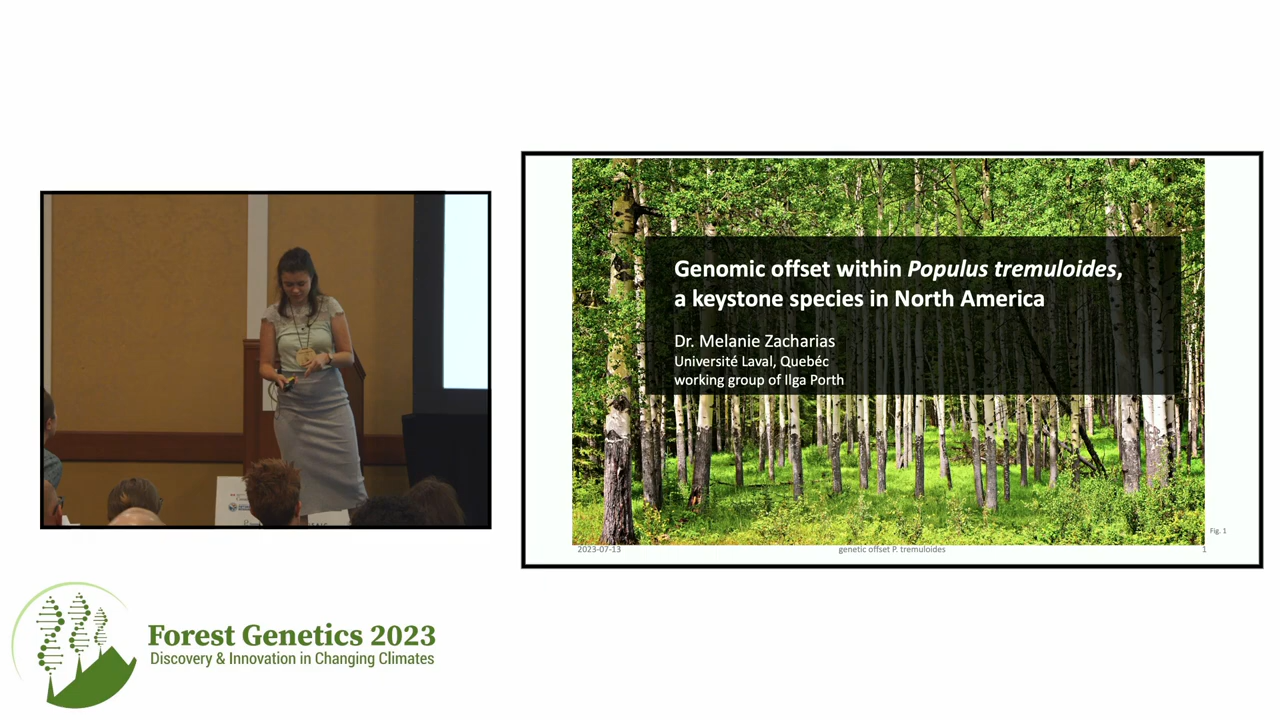 Genomic offset within Populus tremuloides,
a keystone species in North America
Dr. Melanie Zacharias
Université Laval, Quebéc
working group of Ilga Porth
Fig. 1
2023-07-13
genetic offset P. tremuloides
1
Forest Genetics 2023
Discovery & Innovation in Changing Climates